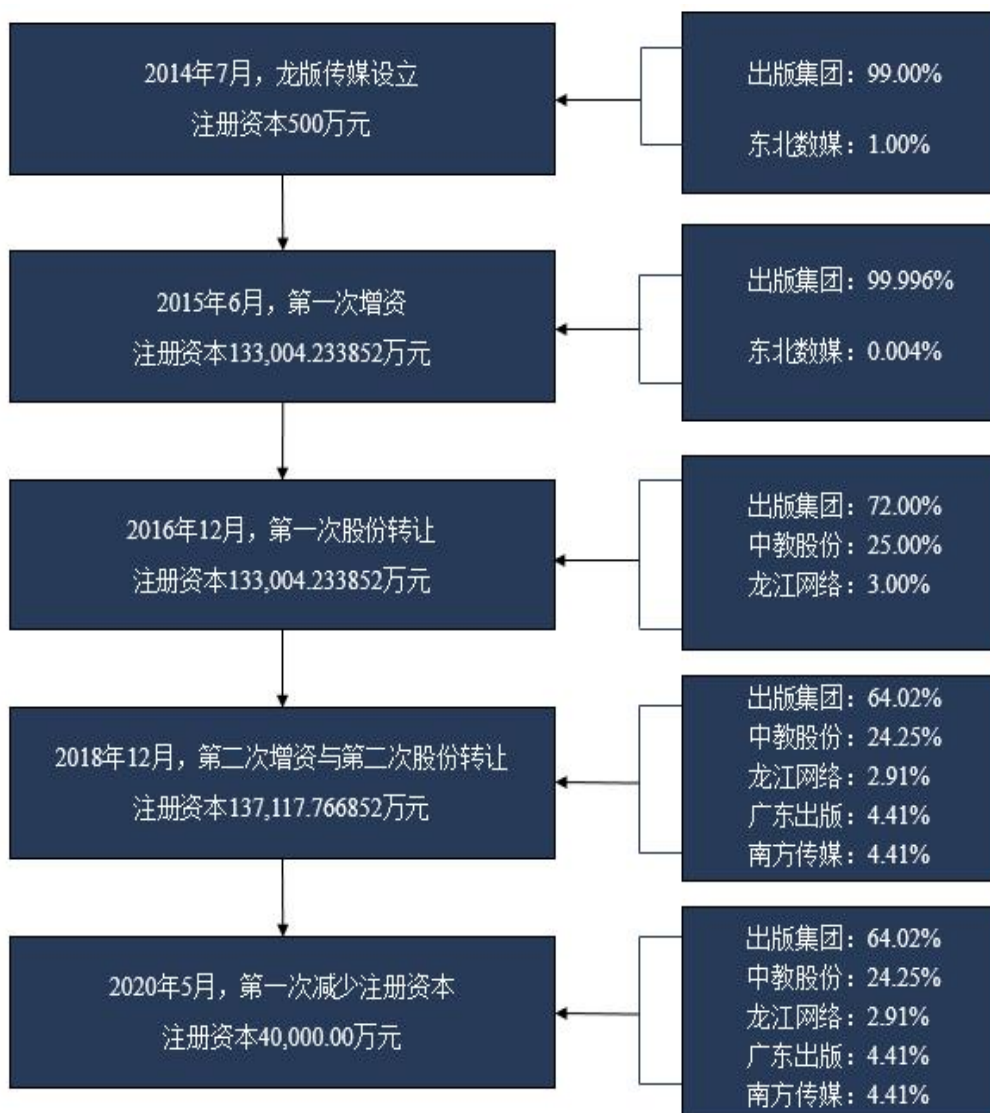 2014年7月，龙版传媒设立
注册资本500万元
出版集团：99.00%
东北数媒：1.00%
2015年6月，第一次增资
注册资本133,004.233852万元
出版集团：99.996%
东北数媒：0.004%
2016年12月，第一次股份转让
注册资本133,004.233852万元
出版集团：72.00%
中教股份：25.00%
龙江网络：3.00%
2018年12月，第二次增资与第二次股份转让
注册资本137,117.766852万元
出版集团：64.02%
中教股份：24.25%
龙江网络：2.91%
广东出版：4.41%
南方传媒：4.41%
2020年5月，第一次减少注册资本
注册资本40,000.00万元
出版集团：64.02%
中教股份：24.25%
龙江网络：2.91%
广东出版：4.41%
南方传媒：4.41%